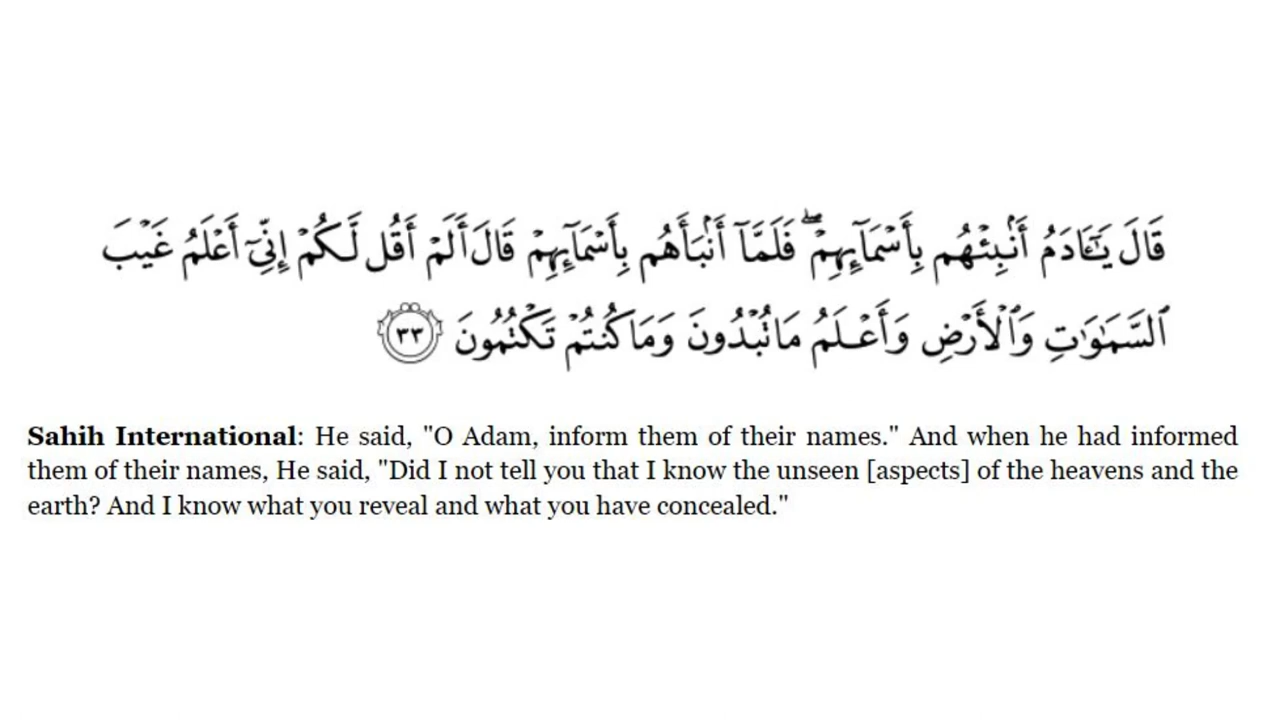 قَالَ يَـٰٓـَٔادَمُ أَنۢبِئْهُم بِأَسْمَآئِهِمْ ۖ فَلَمَّآ أَنۢبَأَهُم بِأَسْمَآئِهِمْ قَالَ أَلَمْ أَقُل لَّكُمْ إِنِّىٓ أَعْلَمُ غَيْبَ
ٱلسَّمَـٰوَٰتِ وَٱلْأَرْضِ وَأَعْلَمُ مَا تُبْدُونَ وَمَا كُنتُمْ تَكْتُمُونَ ٣٣
Sahih International: He said, "O Adam, inform them of their names." And when he had informed
them of their names, He said, "Did I not tell you that I know the unseen [aspects] of the heavens and the
earth? And I know what you reveal and what you have concealed."